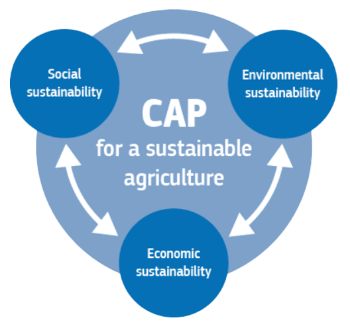 Social
sustainability
Environmental
sustainability
CAP
for a sustainable
agriculture
Economic
sustainability